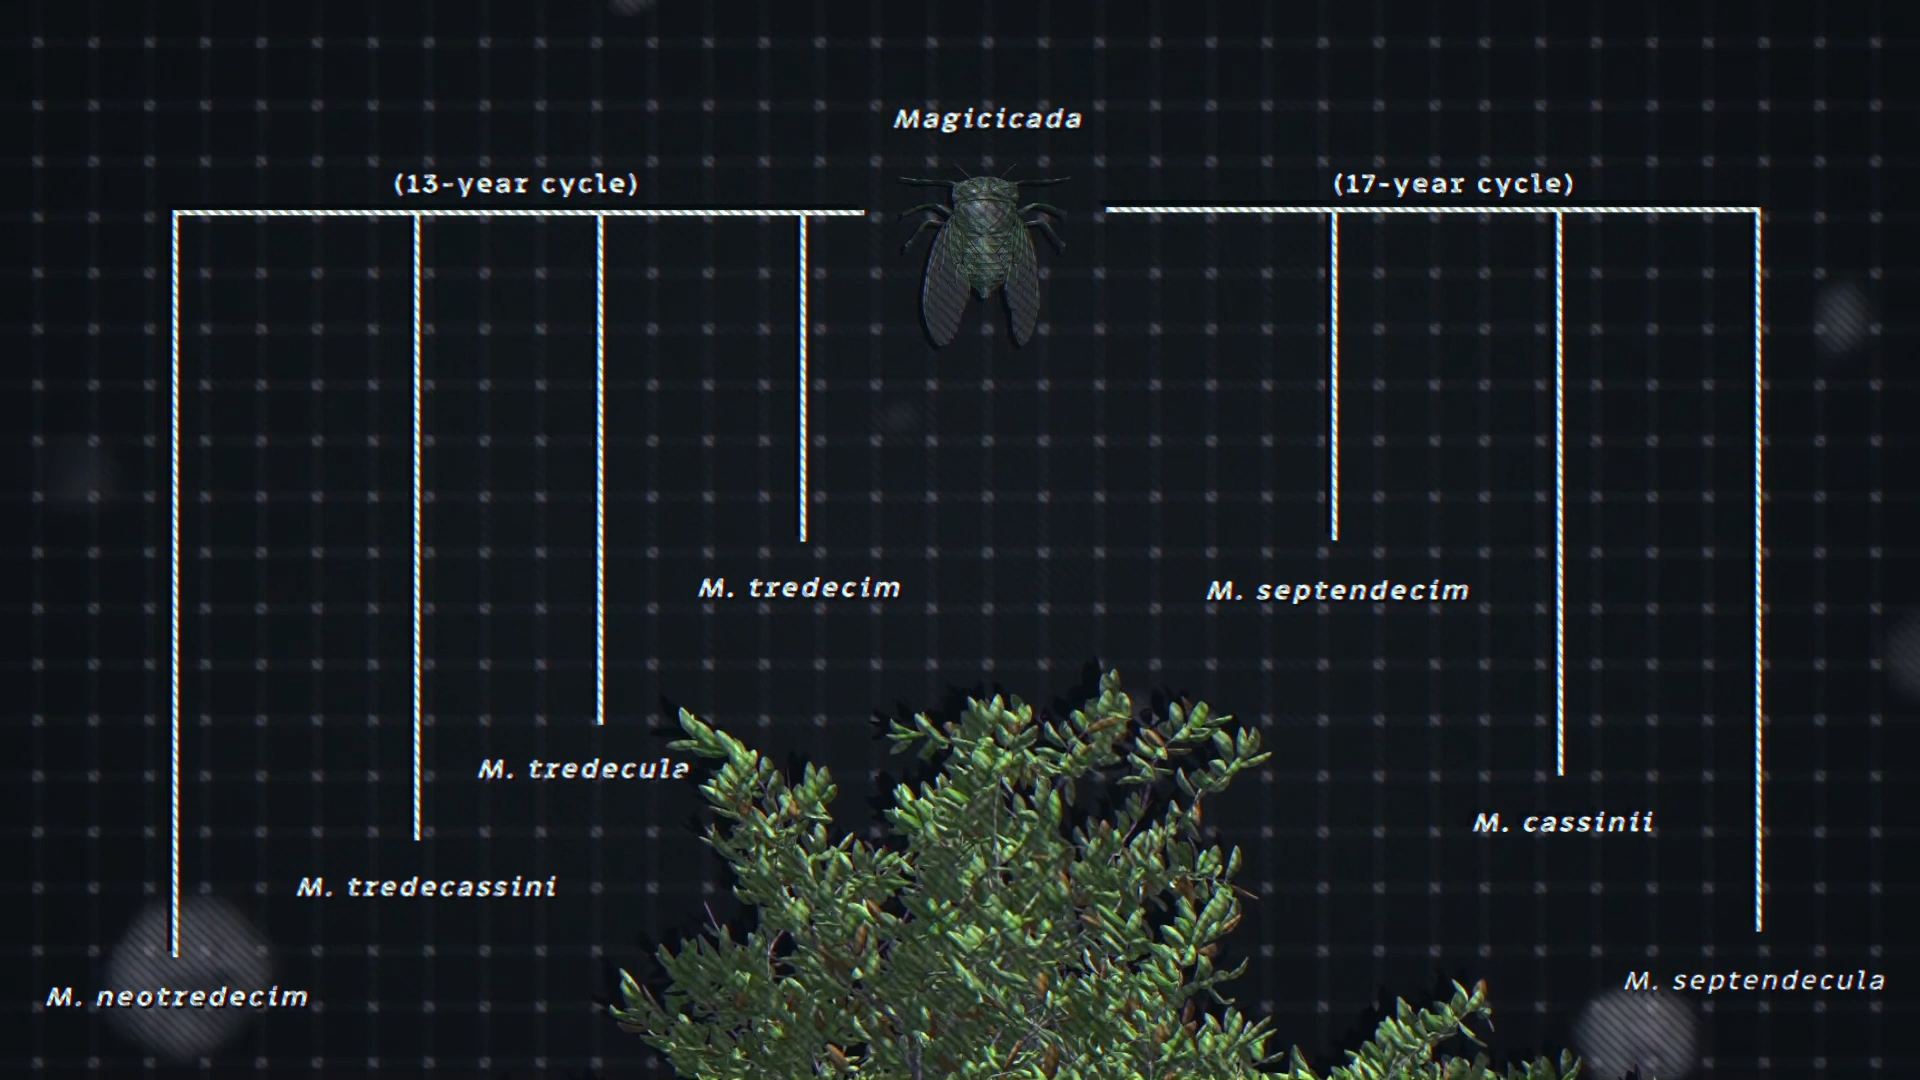 Magicicada
(13-year cycle)
(17-year cycle)
M. tredecim
M. septendecim
M. tredecula
M. cassinii
M. tredecassini
M. septendecula
M. neotredecim